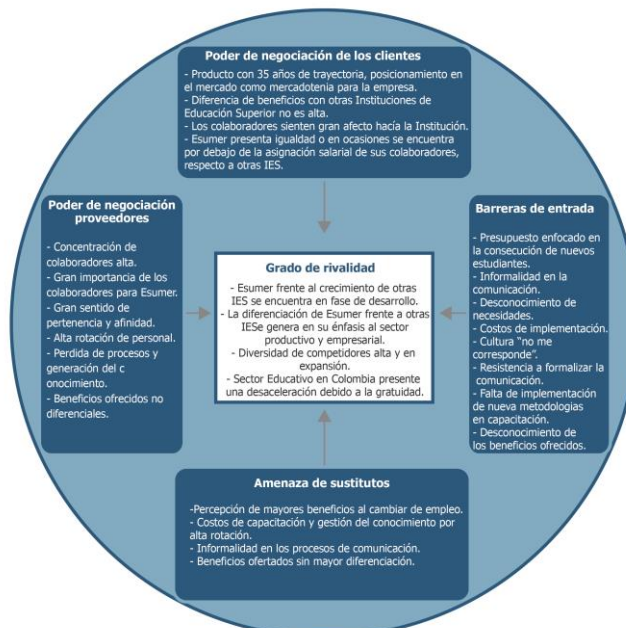 Poder de negociación de los clientes
- Producto con 35 años de trayectoria, posicionamiento en
el mercado como mercadotenia para la empresa.
- Diferencia de beneficios con otras Instituciones de
Educación Superior no es alta.
- Los colaboradores sienten gran afecto hacía la Institución.
- Esumer presenta igualdad o en ocasiones se encuentra
por debajo de la asignación salarial de sus colaboradores,
respecto a otras IES.
Poder de negociación
proveedores
- Concentración de
colaboradores alta.
- Gran importancia de los
colaboradores para Esumer.
- Gran sentido de
pertenencia y afinidad.
- Alta rotación de personal.
- Perdida de procesos y
generación del c
onocimiento.
- Beneficios ofrecidos no
diferenciales.
Grado de rivalidad
- Esumer frente al crecimiento de otras
IES se encuentra en fase de desarrollo.
- La diferenciación de Esumer frente a otras
IESe genera en su énfasis al sector
productivo y empresarial.
- Diversidad de competidores alta y en
expansión.
- Sector Educativo en Colombia presente
una desaceleración debido a la gratuidad.
Barreras de entrada
- Presupuesto enfocado en
la consecución de nuevos
estudiantes.
- Informalidad en la
comunicación.
- Desconocimiento de
necesidades.
- Costos de implementación.
- Cultura “no me
corresponde”.
- Resistencia a formalizar la
comunicación.
- Falta de implementación
de nueva metodologias
en capacitación.
- Desconocimiento de
los beneficios ofrecidos.
Amenaza de sustitutos
-Percepción de mayores beneficios al cambiar de empleo.
- Costos de capacitación y gestión del conocimiento por
alta rotación.
- Informalidad en los procesos de comunicación.
- Beneficios ofertados sin mayor diferenciación.